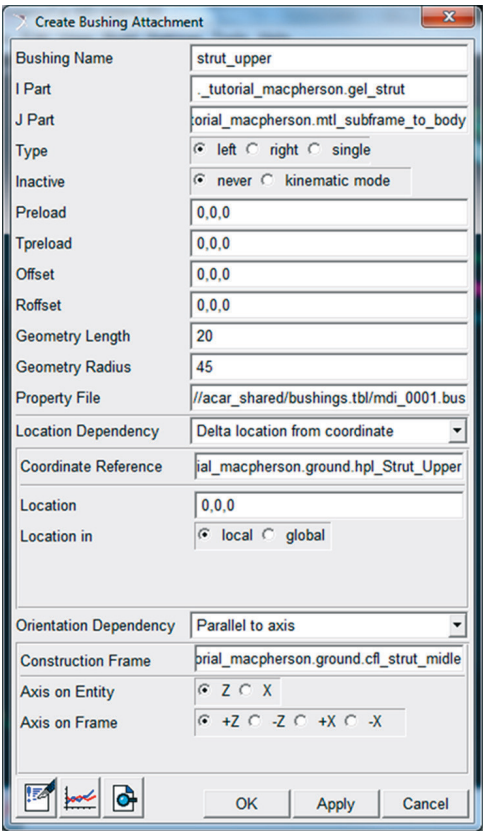 Create Bushing Attachment
Bushing Name strut_upper
I Part ._tutorial_macpherson.gel_strut
J Part torial_macpherson.mtl_subframe_to_body
Type left right single
Inactive never kinematic mode
Preload 0,0,0
Tpreload 0,0,0
Offset 0,0,0
Roffset 0,0,0
Geometry Length 20
Geometry Radius 45
Property File //acar_shared/bushings.tbl/mdi_0001.bus
Location Dependency Delta location from coordinate
Coordinate Reference ial_macpherson.ground.hpl_Strut_Upper
Location 0,0,0
Location in local global
Orientation Dependency Parallel to axis
Construction Frame orial_macpherson.ground.cfl_strut_midle
Axis on Entity Z X
Axis on Frame +Z -Z +X -X
OK Apply Cancel